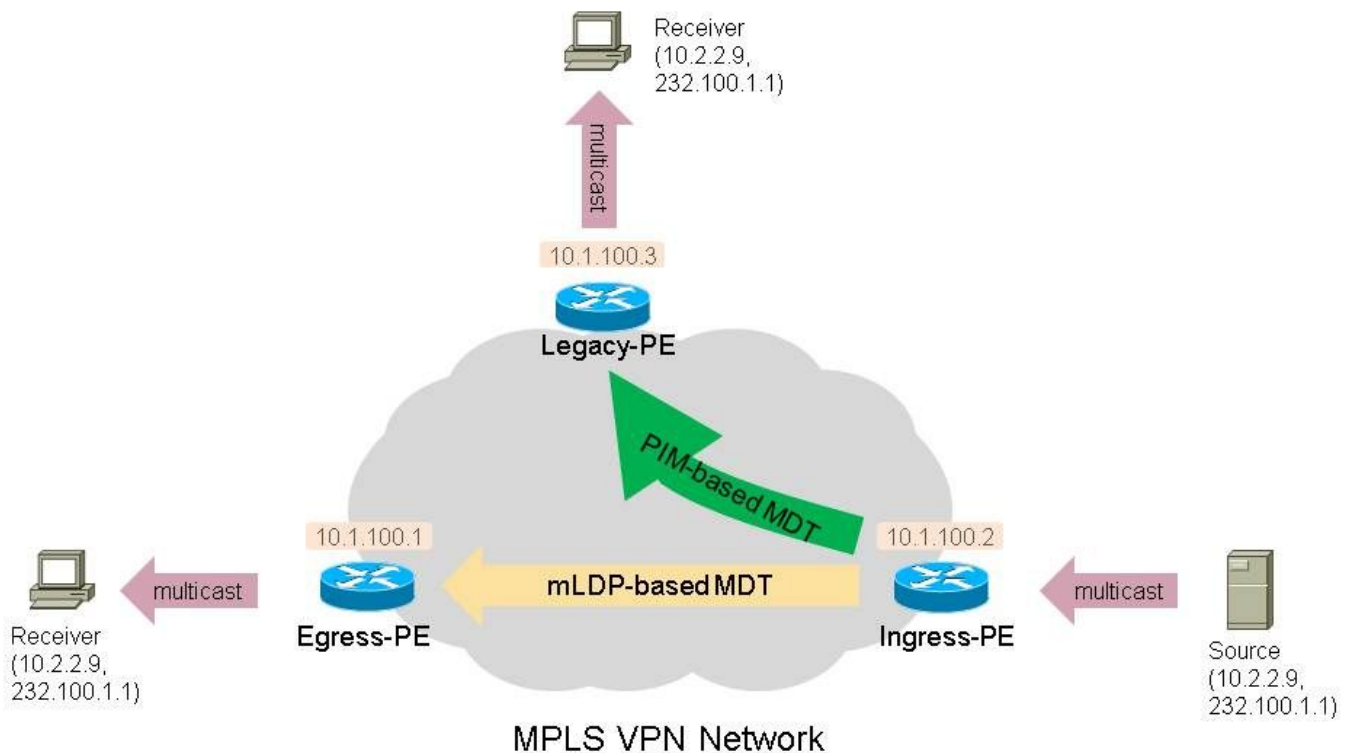 Receiver
(10.2.2.9,
232.100.1.1)
multicast
10.1.100.3
Legacy-PE
PIM-based MDT
10.1.100.1
10.1.100.2
multicast
mLDP-based MDT
multicast
Egress-PE
Ingress-PE
Receiver
(10.2.2.9,
232.100.1.1)
Source
(10.2.2.9,
232.100.1.1)
MPLS VPN Network